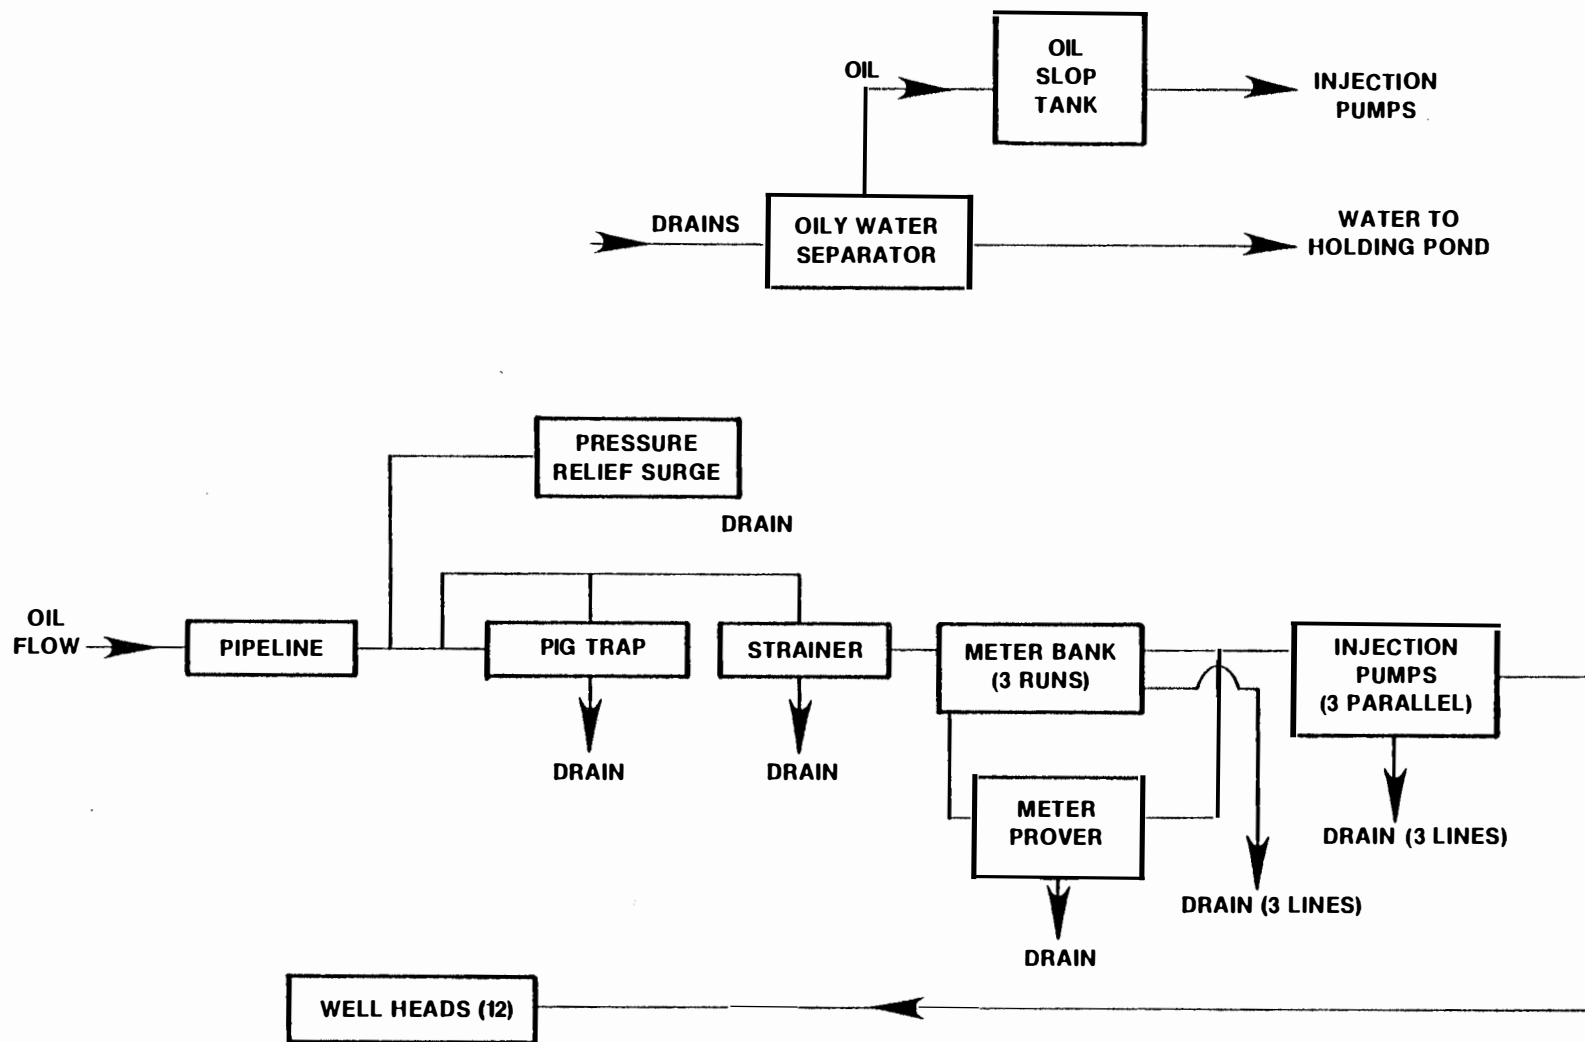 OIL
SLOP
TANK
OIL
INJECTION
PUMPS
DRAINS
OILY WATER
SEPARATOR
WATER TO
HOLDING POND
PRESSURE
RELIEF SURGE
DRAIN
OIL
FLOW
PIPELINE
PIG TRAP
STRAINER
METER BANK
(3 RUNS)
INJECTION
PUMPS
(3 PARALLEL)
DRAIN
DRAIN
METER
PROVER
DRAIN (3 LINES)
DRAIN (3 LINES)
DRAIN
WELL HEADS (12)